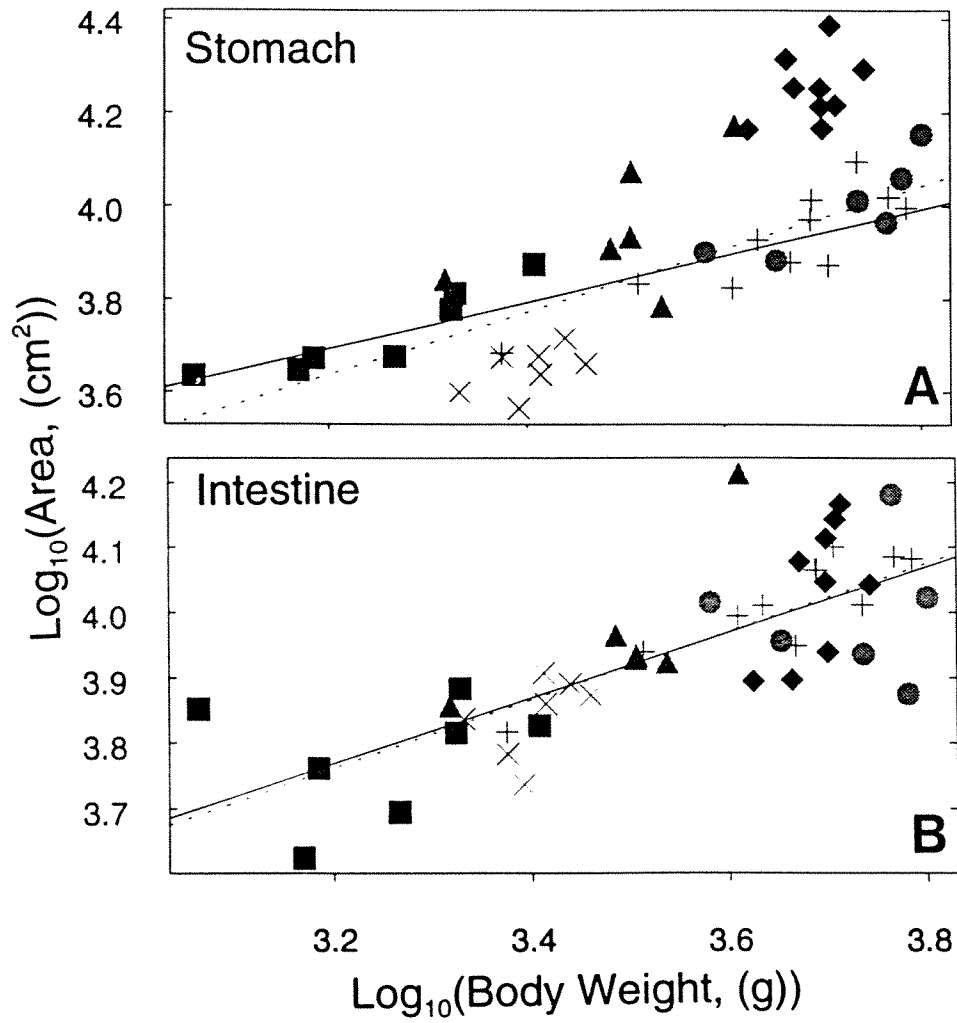 Stomach
4.4
4.2
4.0
3.8
3.6
A
Log10(Area, (cm2))
Intestine
4.2
4.1
4.0
3.9
3.8
3.7
B
3.2 3.4 3.6 3.8
Log10(Body Weight, (g))